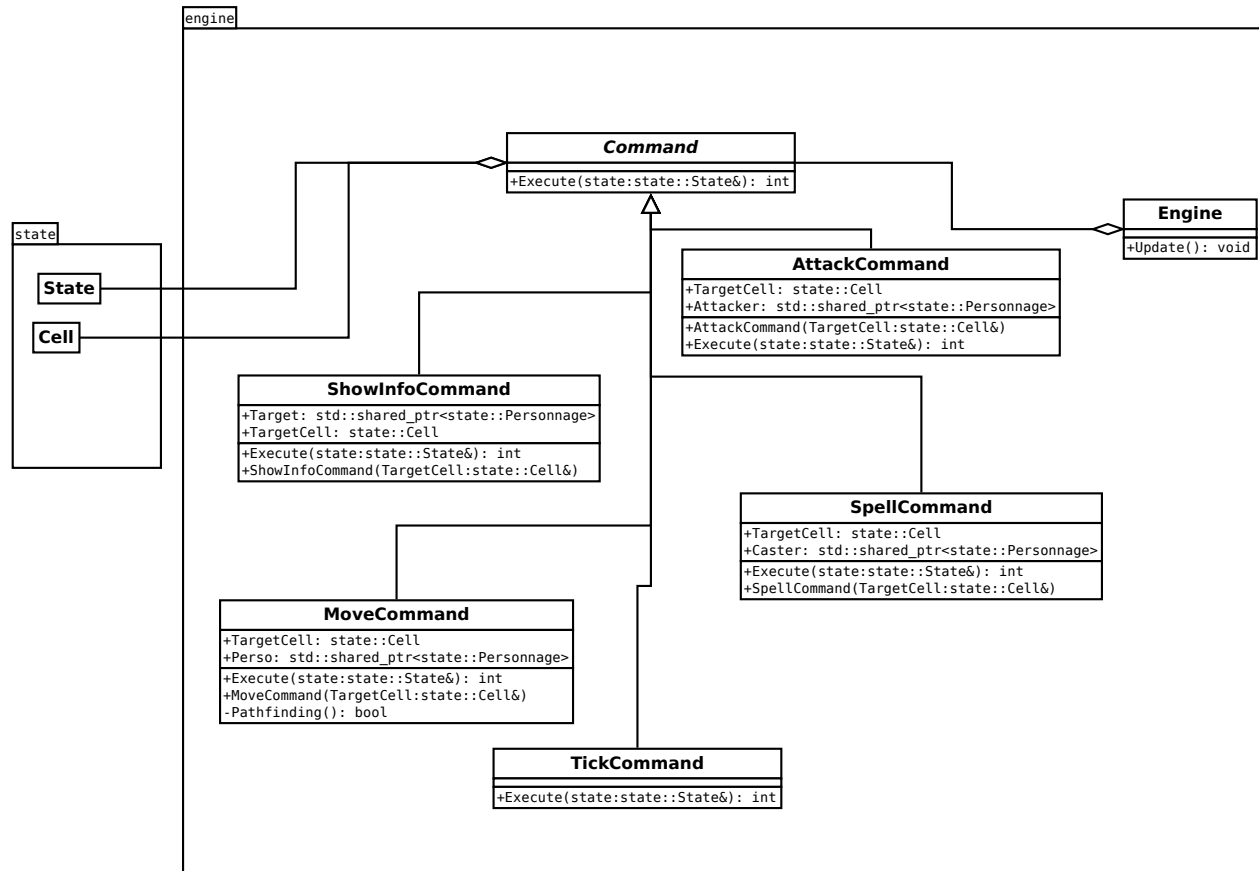 engine
Command
+Execute(state:state::State&): int
Engine
+Update(): void
state
State
Cell
AttackCommand
+TargetCell: state::Cell
+Attacker: std::shared_ptr<state::Personnage>
+AttackCommand(TargetCell:state::Cell&)
+Execute(state:state::State&): int
ShowInfoCommand
+Target: std::shared_ptr<state::Personnage>
+TargetCell: state::Cell
+Execute(state:state::State&): int
+ShowInfoCommand(TargetCell:state::Cell&)
SpellCommand
+TargetCell: state::Cell
+Caster: std::shared_ptr<state::Personnage>
+Execute(state:state::State&): int
+SpellCommand(TargetCell:state::Cell&)
MoveCommand
+TargetCell: state::Cell
+Perso: std::shared_ptr<state::Personnage>
+Execute(state:state::State&): int
+MoveCommand(TargetCell:state::Cell&)
-Pathfinding(): bool
TickCommand
+Execute(state:state::State&): int